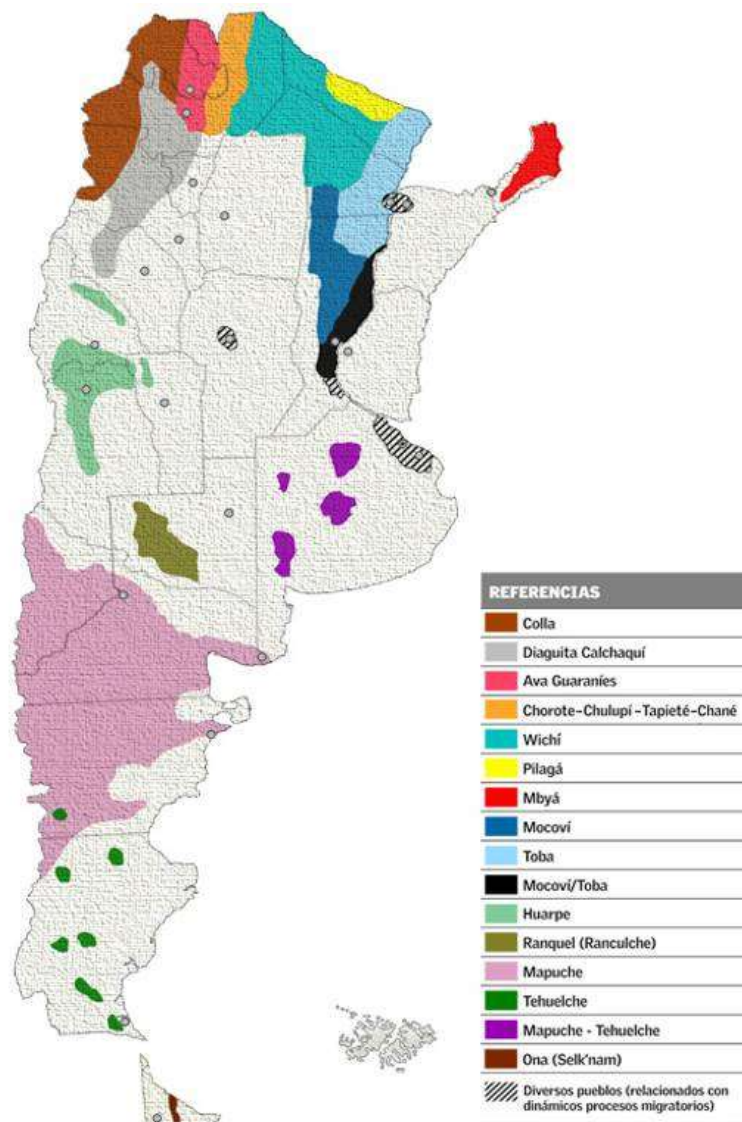 REFERENCIAS
Colla
Diaguita Calchaquí
Ava Guaraníes
Chorote-Chulupí -Tapieté-Chané
Wichí
Pilagá
Mbyá
Mocoví
Toba
Mocoví/Toba
Huarpe
Ranquel (Ranculche)
Mapuche
Tehuelche
Mapuche - Tehuelche
Ona (Selk'nam)
Diversos pueblos (relacionados con
dinámicos procesos migratorios)